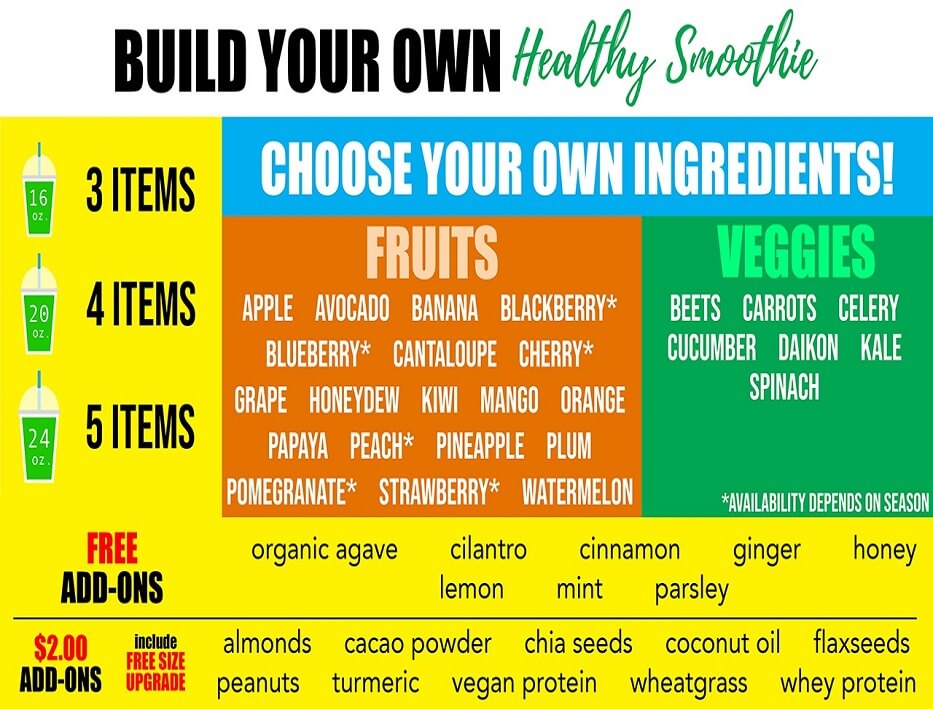 BUILD YOUR OWN Healthy Smoothie
CHOOSE YOUR OWN INGREDIENTS!
16 oz. 3 ITEMS
20 oz. 4 ITEMS
24 oz. 5 ITEMS
FRUITS
APPLE AVOCADO BANANA BLACKBERRY*
BLUEBERRY* CANTALOUPE CHERRY*
GRAPE HONEYDEW KIWI MANGO ORANGE
PAPAYA PEACH* PINEAPPLE PLUM
POMEGRANATE* STRAWBERRY* WATERMELON
VEGGIES
BEETS CARROTS CELERY
CUCUMBER DAIKON KALE
SPINACH
*AVAILABILITY DEPENDS ON SEASON
FREE
ADD-ONS
organic agave cilantro cinnamon ginger honey
lemon mint parsley
$2.00
ADD-ONS
include
FREE SIZE
UPGRADE
almonds cacao powder chia seeds coconut oil flaxseeds
peanuts turmeric vegan protein wheatgrass whey protein